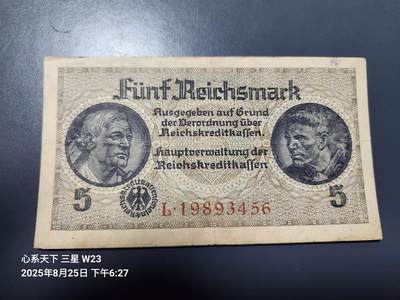 Fünf Reichsmark
Ausgegeben auf Grund
der Verordnung über
Reichskreditkassen.
Hauptverwaltung der
Reichskreditkassen
5
5
L·19893456
心系天下 三星 W23
2025年8月25日 下午6:27